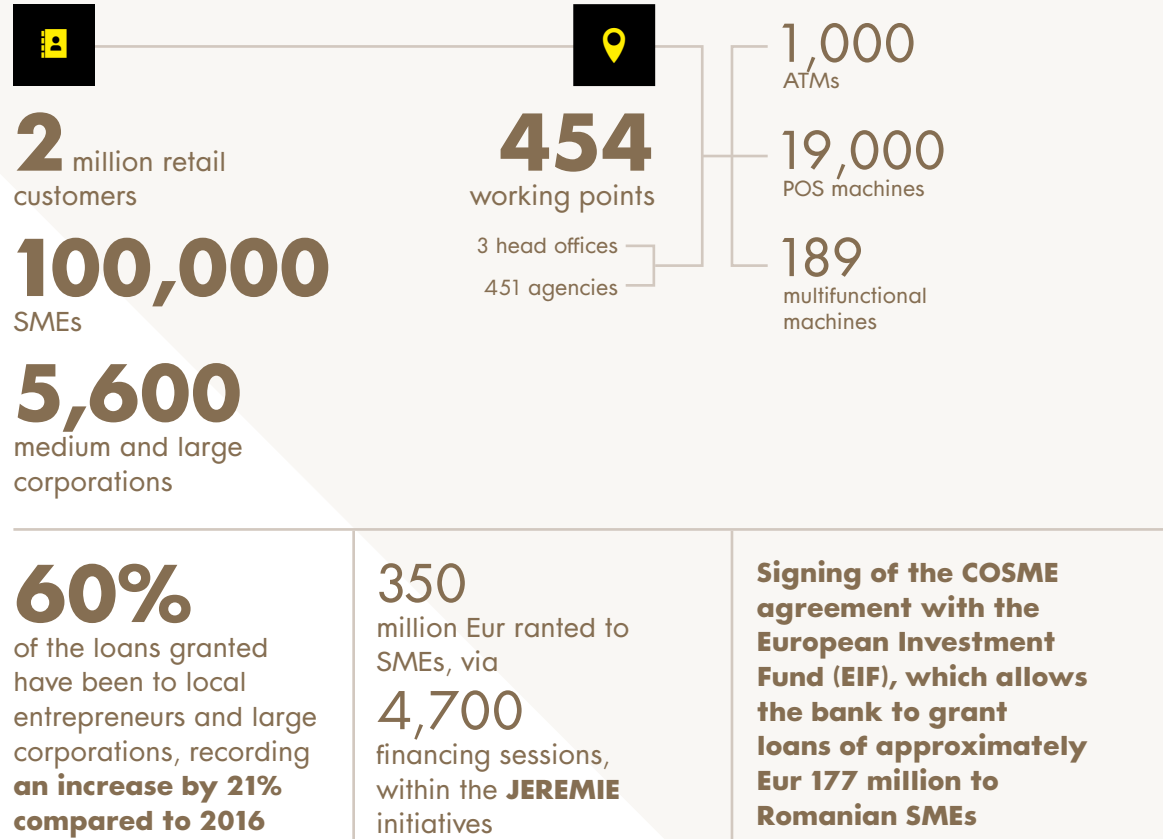 2 million retail
customers
100,000
SMEs
5,600
medium and large
corporations
454
working points
3 head offices
451 agencies
1,000
ATMs
19,000
POS machines
189
multifunctional
machines
60%
of the loans granted
have been to local
entrepreneurs and large
corporations, recording
an increase by 21%
compared to 2016
350
million Eur ranted to
SMEs, via
4,700
financing sessions,
within the JEREMIE
initiatives
Signing of the COSME
agreement with the
European Investment
Fund (EIF), which allows
the bank to grant
loans of approximately
Eur 177 million to
Romanian SMEs